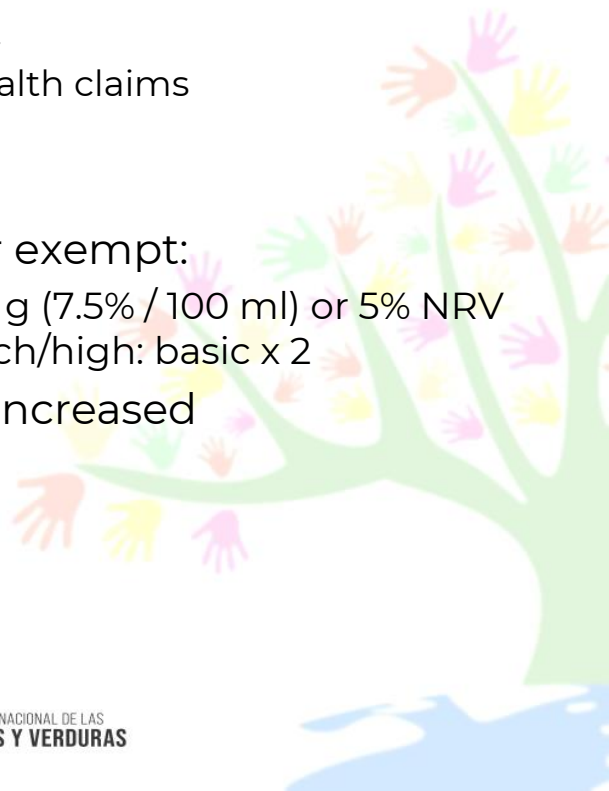 alth claims
exempt:
g (7.5% / 100 ml) or 5% NRV
ch/high: basic x 2
ncreased
NACIONAL DE LAS
S Y VERDURAS